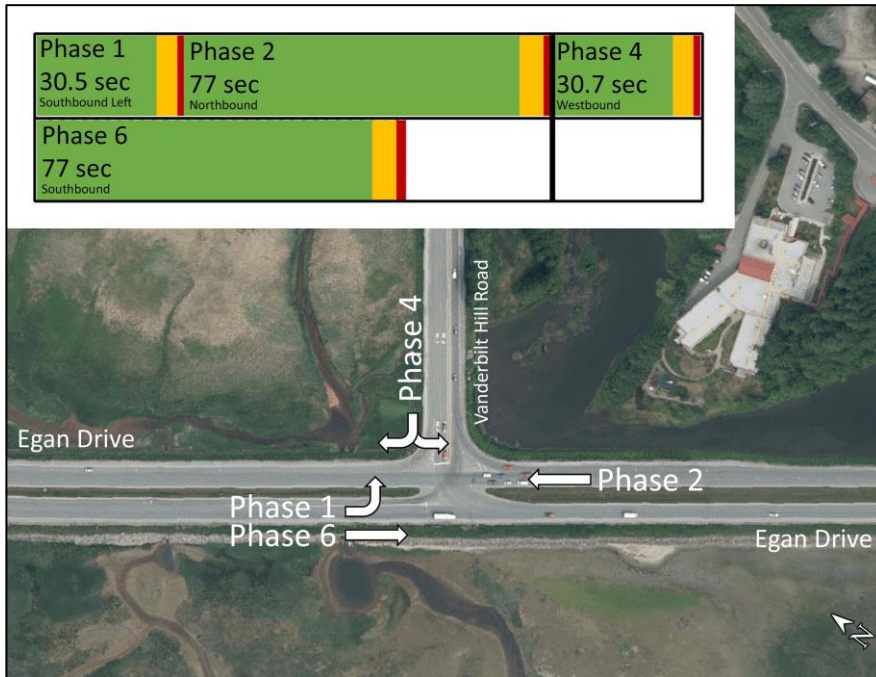 Phase 1
30.5 sec
Southbound Left
Phase 2
77 sec
Northbound
Phase 4
30.7 sec
Westbound
Phase 6
77 sec
Southbound
Phase 4
Vanderbilt Hill Road
Egan Drive
Phase 2
Phase 1
Phase 6
Egan Drive
N